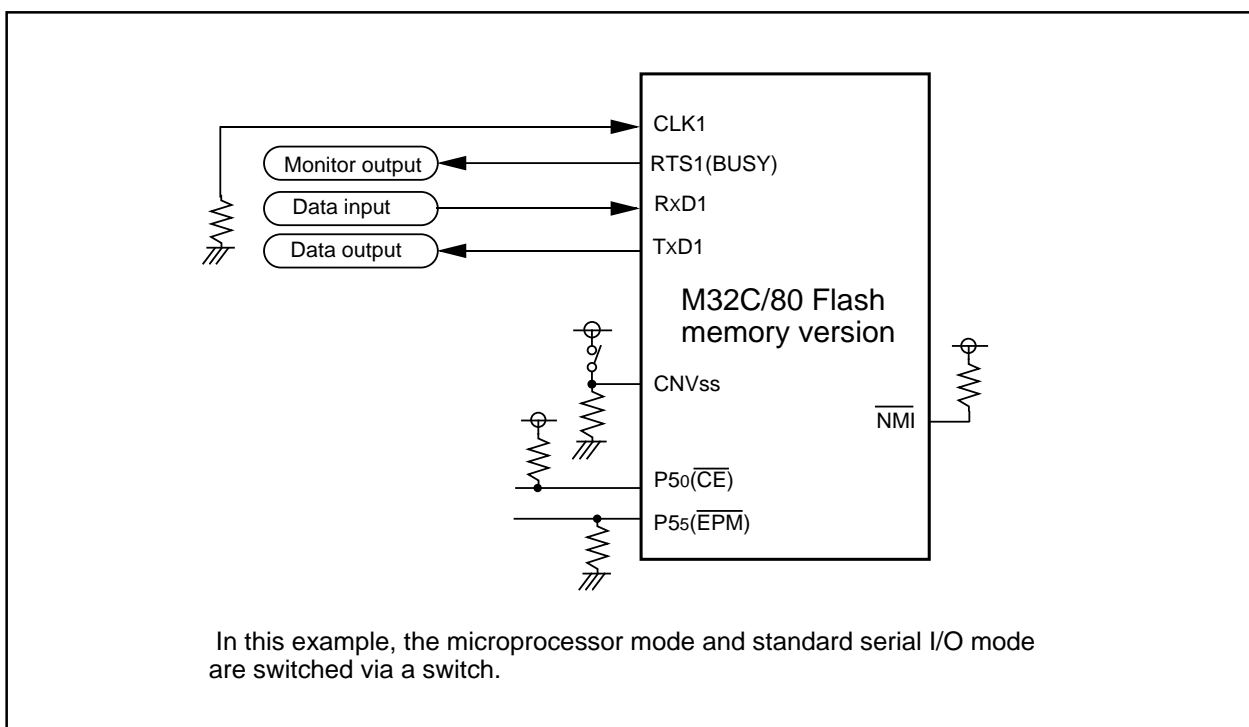 CLK1
Monitor output
RTS1(BUSY)
Data input
RxD1
Data output
TxD1
M32C/80 Flash
memory version
CNVss
NMI
P50(CE)
P55(EPM)
In this example, the microprocessor mode and standard serial I/O mode
are switched via a switch.